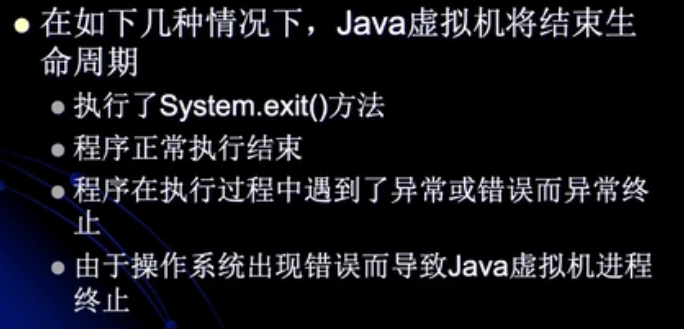 在如下几种情况下，Java虚拟机将结束生
命周期
执行了System.exit()方法
程序正常执行结束
程序在执行过程中遇到了异常或错误而异常终
止
由于操作系统出现错误而导致Java虚拟机进程
终止